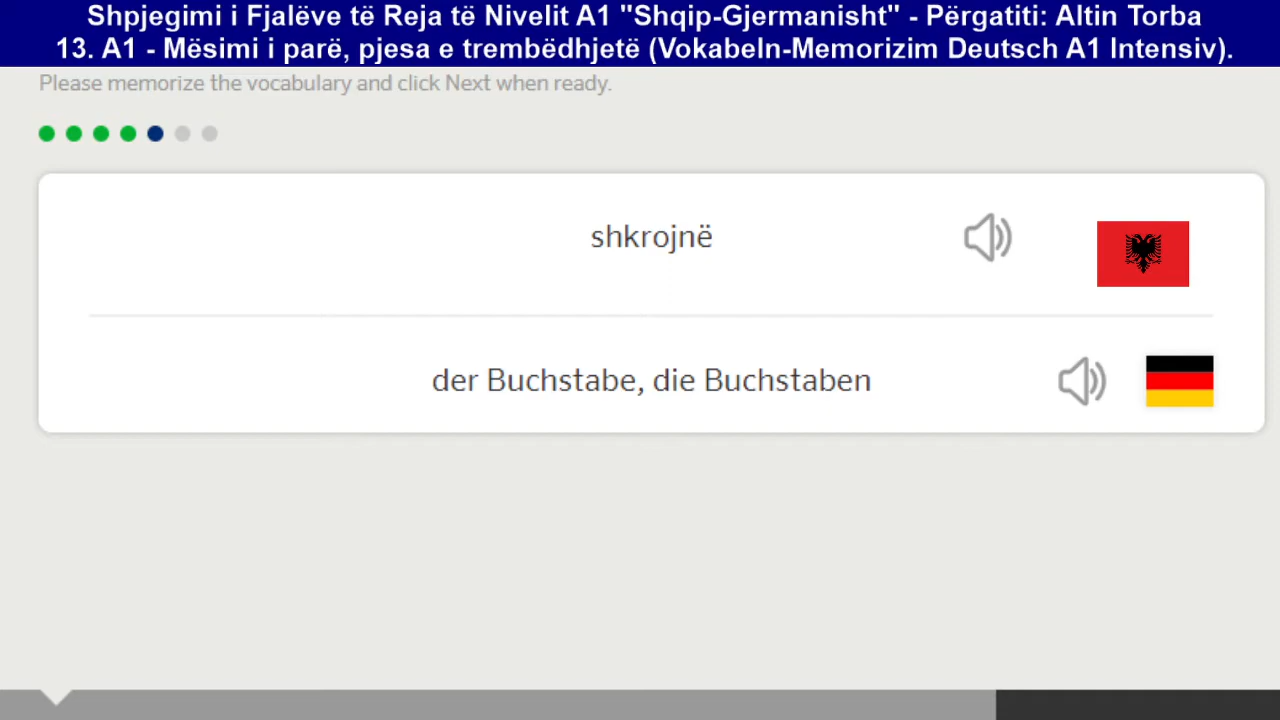 Shpjegimi i Fjalëve të Reja të Nivelit A1 "Shqip-Gjermanisht" - Përgatiti: Altin Torba
13. A1 - Mësimi i parë, pjesa e trembëdhjetë (Vokabeln-Memorizim Deutsch A1 Intensiv).
Please memorize the vocabulary and click Next when ready.
shkrojnë
der Buchstabe, die Buchstaben